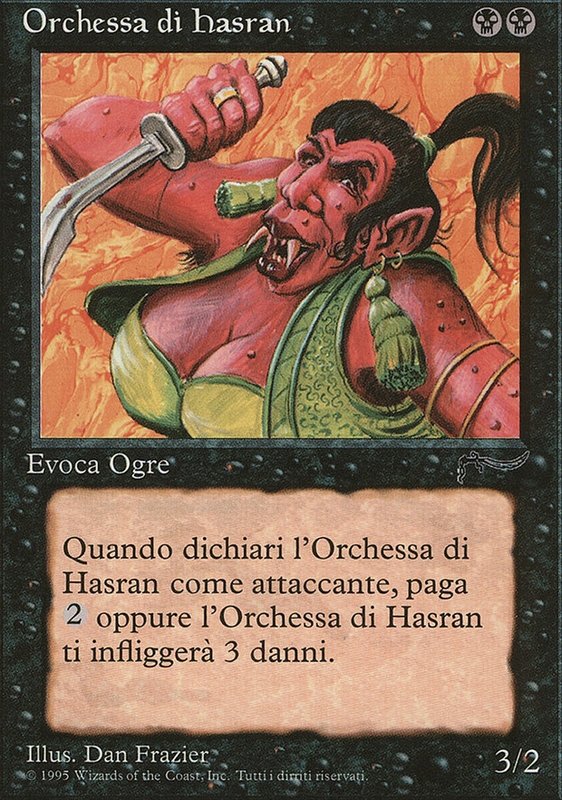 Orchessa di Hasran
Evoca Ogre
Quando dichiari l'Orchessa di
Hasran come attaccante, paga
2 oppure l'Orchessa di Hasran
ti infliggerà 3 danni.
Illus. Dan Frazier
© 1995 Wizards of the Coast, Inc. Tutti i diritti riservati.
3/2